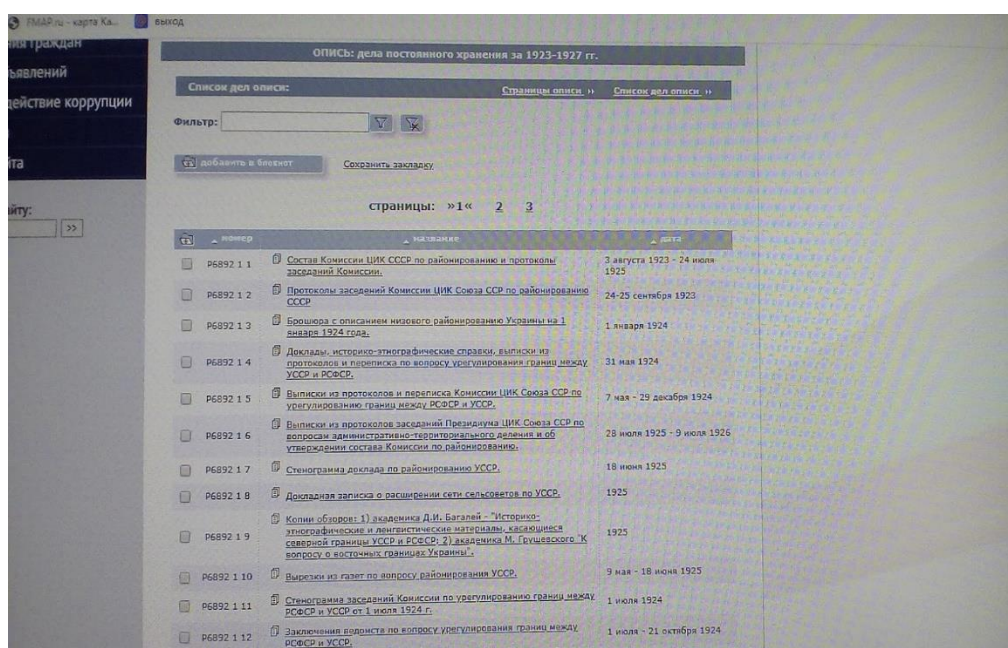 FMAP.ru - карта Ка...
выход
ия граждан
ъявлений
действие коррупции
йта
айту:
>>
ОПИСЬ: дела постоянного хранения за 1923-1927 гг.
Список дел описи:
Страницы описи ››
Список дел описи ››
Фильтр:
добавить в блокнот
Сохранить закладку
страницы: »1« 2 3
номер название дата
Р6892 1 1 Состав Комиссии ЦИК СССР по районированию и протоколы 3 августа 1923 - 24 июля
заседаний Комиссии. 1925
Р6892 1 2 Протоколы заседений Комиссии ЦИК Союза ССР по районированию 24-25 сентября 1923
СССР
Р6892 1 3 Брошюра с описанием низового районированию Украины на 1 1 января 1924
января 1924 года.
Р6892 1 4 Доклады, историко-этнографические справки, выписки из 31 мая 1924
протоколов и переписка по вопросу урегулирования границ между
УССР и РСФСР.
Р6892 1 5 Выписки из протоколов и переписка Комиссии ЦИК Союза ССР по 7 мая - 29 декабря 1924
урегулированию границ между РСФСР и УССР.
Р6892 1 6 Выписки из протоколов заседаний Президиума ЦИК Союза ССР по 28 июля 1925 - 9 июля 1926
вопросам административно-территориального деления и об
утверждении состава Комиссии по районированию.
Р6892 1 7 Стенограмма доклада по районированию УССР. 18 июня 1925
Р6892 1 8 Докладная записка о расширении сети сельсоветов по УССР. 1925
Р6892 1 9 Копии обзоров: 1) академика Д.И. Багалей - "Историко- 1925
этнографические и лингвистические материалы, касающиеся
северной границы УССР и РСФСР; 2) академика М. Грушевского "К
вопросу о восточных границах Украины".
Р6892 1 10 Вырезки из газет по вопросу районирования УССР. 9 мая - 18 июня 1925
Р6892 1 11 Стенограмма заседаний Комиссии по урегулированию границ между 1 июля 1924
РСФСР и УССР от 1 июля 1924 г.
Р6892 1 12 Заключения ведомств по вопросу урегулирования границ между 1 июля - 21 октября 1924
РСФСР и УССР.